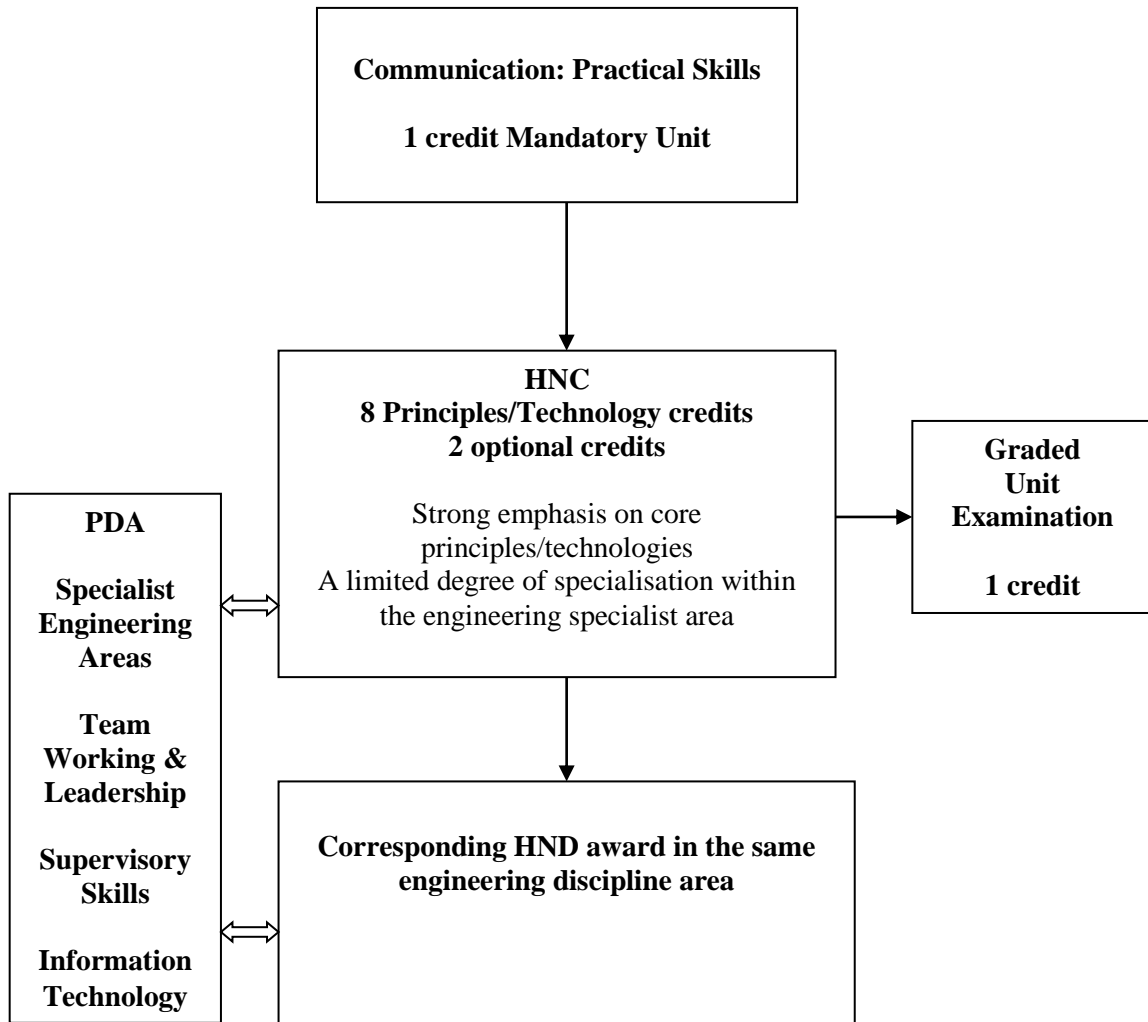 Communication: Practical Skills
1 credit Mandatory Unit
HNC
8 Principles/Technology credits
2 optional credits
Strong emphasis on core
principles/technologies
A limited degree of specialisation within
the engineering specialist area
Graded
Unit
Examination
1 credit
PDA
Specialist
Engineering
Areas
Team
Working &
Leadership
Supervisory
Skills
Information
Technology
Corresponding HND award in the same
engineering discipline area